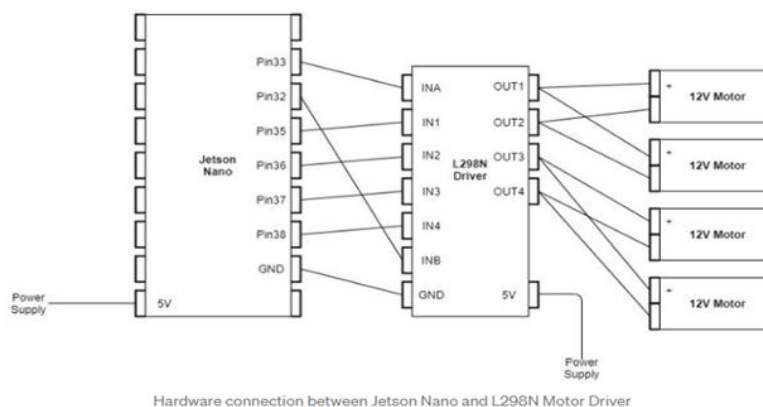 Pin33
Pin32
Pin35
Pin36
Pin37
Pin38
GND
5V
Jetson
Nano
Power
Supply
INA
IN1
IN2
IN3
IN4
INB
GND
L298N
Driver
OUT1
OUT2
OUT3
OUT4
5V
Power
Supply
+
12V Motor
+
12V Motor
+
12V Motor
+
12V Motor
Hardware connection between Jetson Nano and L298N Motor Driver